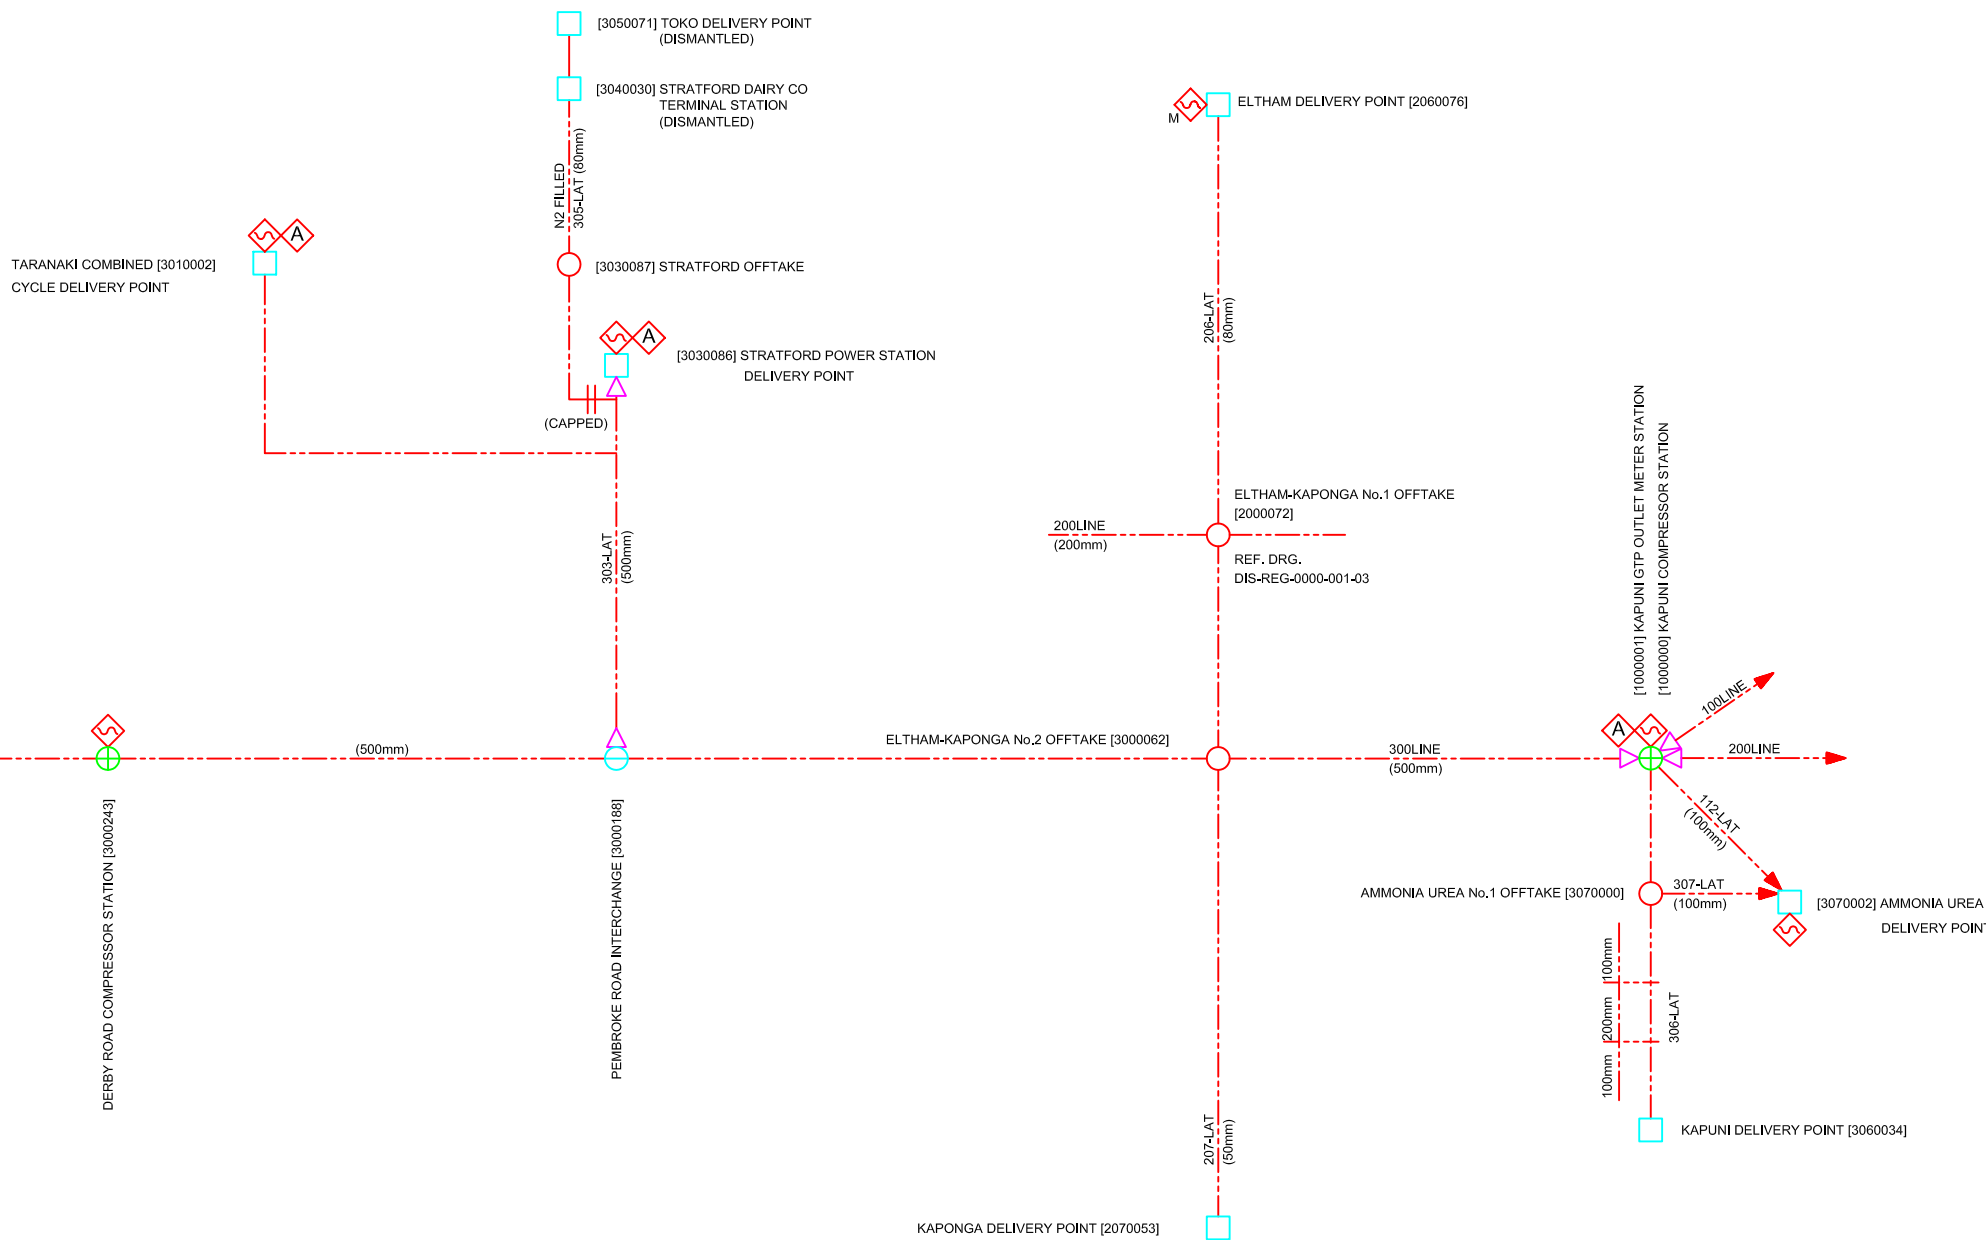 [3050071] TOKO DELIVERY POINT
(DISMANTLED)
[3040030] STRATFORD DAIRY CO
TERMINAL STATION
(DISMANTLED)
N2 FILLED
305-LAT (80mm)
M
ELTHAM DELIVERY POINT [2060076]
A
TARANAKI COMBINED [3010002]
CYCLE DELIVERY POINT
[3030087] STRATFORD OFFTAKE
A
[3030086] STRATFORD POWER STATION
DELIVERY POINT
(CAPPED)
206-LAT
(80mm)
303-LAT
(500mm)
ELTHAM-KAPONGA No.1 OFFTAKE
[2000072]
200LINE
(200mm)
REF. DRG.
DIS-REG-0000-001-03
[1000001] KAPUNI GTP OUTLET METER STATION
[1000000] KAPUNI COMPRESSOR STATION
(500mm)
ELTHAM-KAPONGA No.2 OFFTAKE [3000062]
300LINE
(500mm)
A
100LINE
200LINE
112-LAT
(100mm)
DERBY ROAD COMPRESSOR STATION [3000243]
PEMBROKE ROAD INTERCHANGE [3000188]
AMMONIA UREA No.1 OFFTAKE [3070000]
307-LAT
(100mm)
[3070002] AMMONIA UREA
DELIVERY POINT
100mm
200mm
100mm
306-LAT
207-LAT
(50mm)
KAPUNI DELIVERY POINT [3060034]
KAPONGA DELIVERY POINT [2070053]